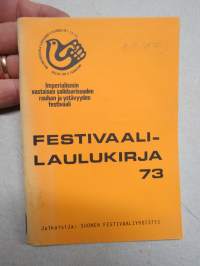 Imperialismin
vastaisen solidaarisuuden
rauhan ja ystävyyden
festivaali
FESTIVAALI-
LAULUKIRJA
73
Julkaisija: SUOMEN FESTIVAALIYHDISTYS